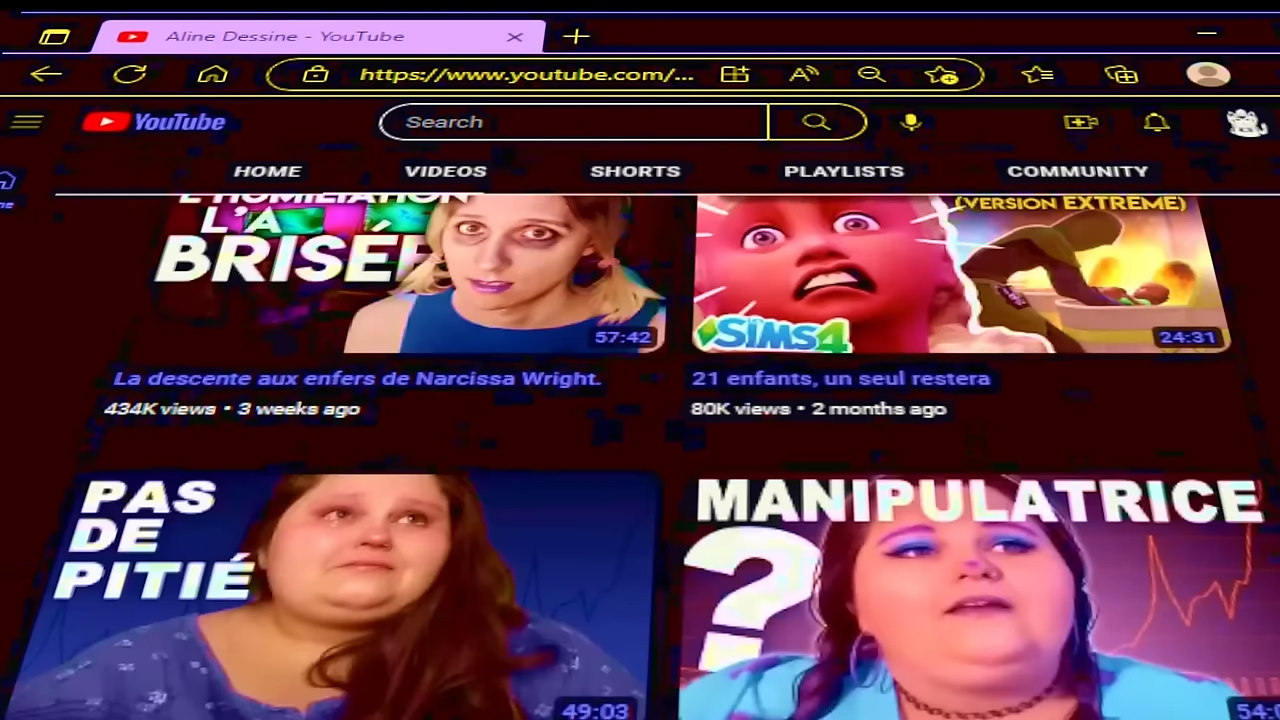 Aline Dessine - YouTube
https://www.youtube.com/...
YouTube
Search
HOME VIDEOS SHORTS PLAYLISTS COMMUNITY
L'HUMILIATION
L'A
BRISÉE
57:42
(VERSION EXTRÊME)
SIMS4
24:31
La descente aux enfers de Narcissa Wright.
434K views • 3 weeks ago
21 enfants, un seul restera
80K views • 2 months ago
PAS
DE
PITIÉ
49:03
MANIPULATRICE
?